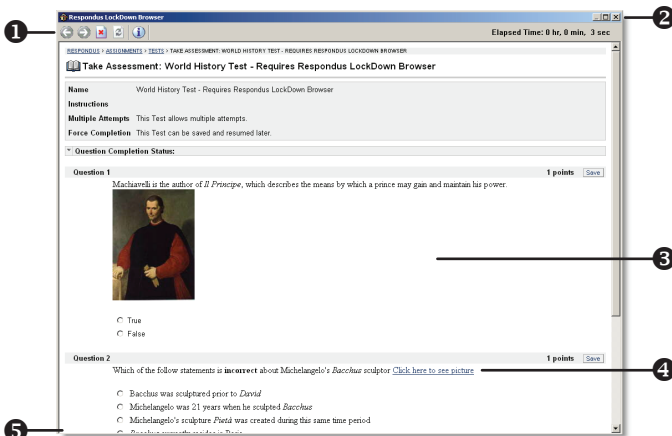 Respondus LockDown Browser
1
2
Elapsed Time: 0 hr, 0 min, 3 sec
RESPONDUS > ASSIGNMENTS > TESTS > TAKE ASSESSMENT: WORLD HISTORY TEST - REQUIRES RESPONDUS LOCKDOWN BROWSER
Take Assessment: World History Test - Requires Respondus LockDown Browser
Name World History Test - Requires Respondus LockDown Browser
Instructions
Multiple Attempts This Test allows multiple attempts.
Force Completion This Test can be saved and resumed later.
Question Completion Status:
Question 1 1 points Save
Machiavelli is the author of Il Principe, which describes the means by which a prince may gain and maintain his power.
3
True
False
Question 2 1 points Save
Which of the follow statements is incorrect about Michelangelo's Bacchus sculptor Click here to see picture
4
Bacchus was sculptured prior to David
Michelangelo was 21 years when he sculpted Bacchus
Michelangelo's sculpture Pietà was created during this same time period
5